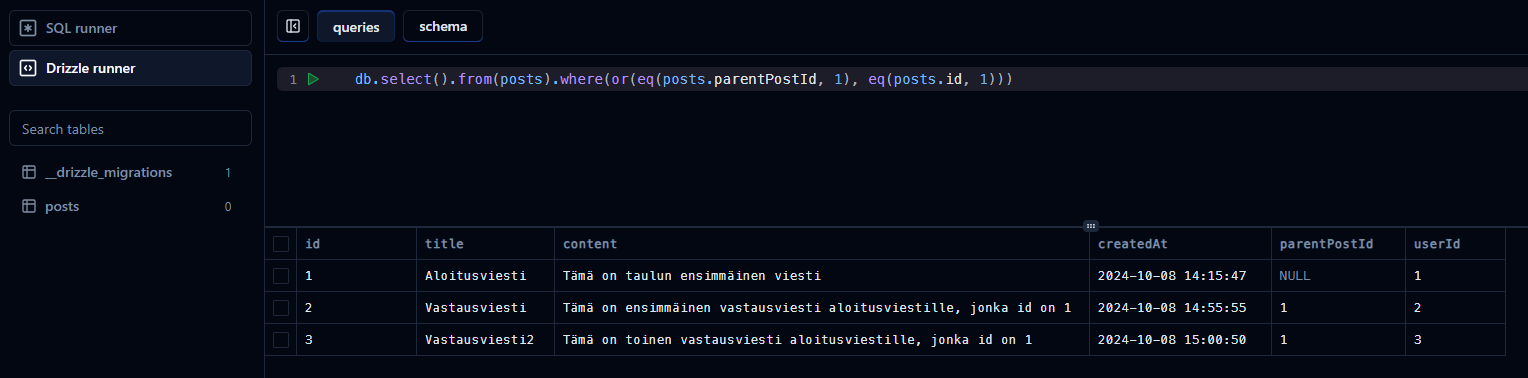 SQL runner
Drizzle runner
Search tables
__drizzle_migrations 1
posts 0
queries schema
1 db.select().from(posts).where(or(eq(posts.parentPostId, 1), eq(posts.id, 1)))
id title content createdAt parentPostId userId
1 Aloitusviesti Tämä on taulun ensimmäinen viesti 2024-10-08 14:15:47 NULL 1
2 Vastausviesti Tämä on ensimmäinen vastausviesti aloitusviestille, jonka id on 1 2024-10-08 14:55:55 1 2
3 Vastausviesti2 Tämä on toinen vastausviesti aloitusviestille, jonka id on 1 2024-10-08 15:00:50 1 3